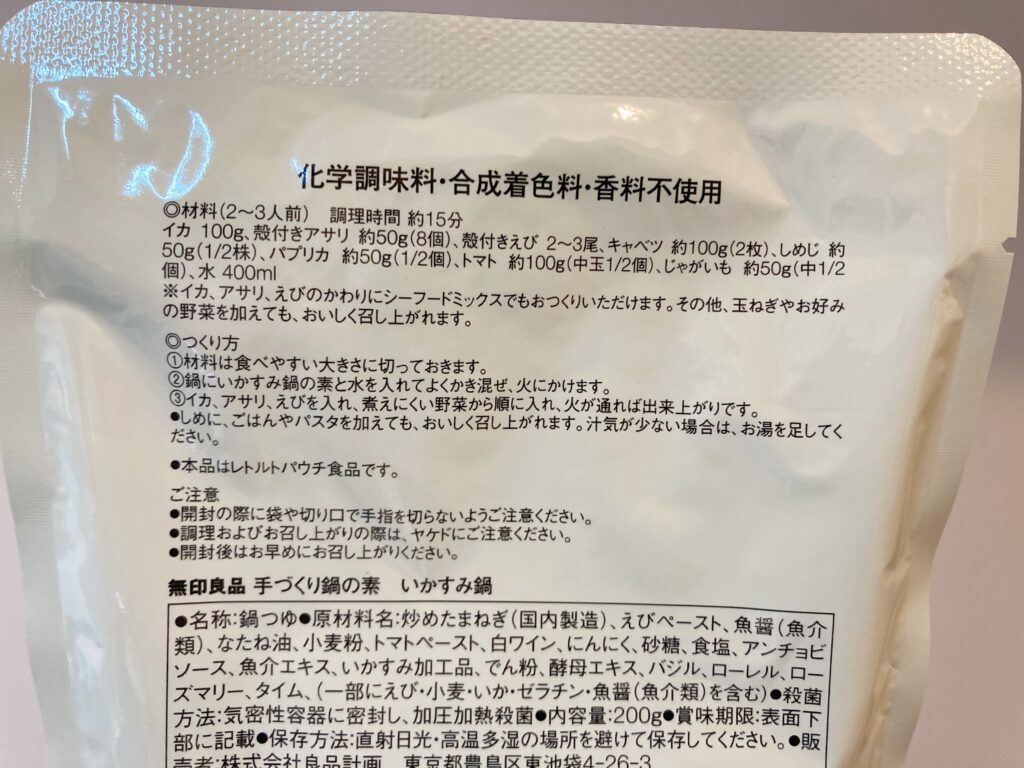 化学調味料・合成着色料・香料不使用
◎材料(2〜3人前) 調理時間 約15分
イカ 100g、殻付きアサリ 約50g(8個)、殻付きえび 2〜3尾、キャベツ 約100g(2枚)、しめじ 約
50g(1/2株)、パプリカ 約50g(1/2個)、トマト 約100g(中玉1/2個)、じゃがいも 約50g(中1/2
個)、水 400ml
※イカ、アサリ、えびのかわりにシーフードミックスでもおつくりいただけます。その他、玉ねぎやお好み
の野菜を加えても、おいしく召し上がれます。
◎つくり方
①材料は食べやすい大きさに切っておきます。
②鍋にいかすみ鍋の素と水を入れてよくかき混ぜ、火にかけます。
③イカ、アサリ、えびを入れ、煮えにくい野菜から順に入れ、火が通れば出来上がりです。
●しめに、ごはんやパスタを加えても、おいしく召し上がれます。汁気が少ない場合は、お湯を足してく
ださい。
●本品はレトルトパウチ食品です。
ご注意
●開封の際に袋や切り口で手指を切らないようご注意ください。
●調理およびお召し上がりの際は、ヤケドにご注意ください。
●開封後はお早めにお召し上がりください。
無印良品 手づくり鍋の素 いかすみ鍋
●名称:鍋つゆ●原材料名:炒めたまねぎ(国内製造)、えびペースト、魚醤(魚介
類)、なたね油、小麦粉、トマトペースト、白ワイン、にんにく、砂糖、食塩、アンチョビ
ソース、魚介エキス、いかすみ加工品、でん粉、酵母エキス、バジル、ローレル、ロー
ズマリー、タイム、(一部にえび・小麦・いか・ゼラチン・魚醤(魚介類)を含む)●殺菌
方法:気密性容器に密封し、加圧加熱殺菌●内容量:200g●賞味期限:表面下
部に記載●保存方法:直射日光・高温多湿の場所を避けて保存してください。●販
売者:株式会社良品計画 東京都豊島区東池袋4-26-3